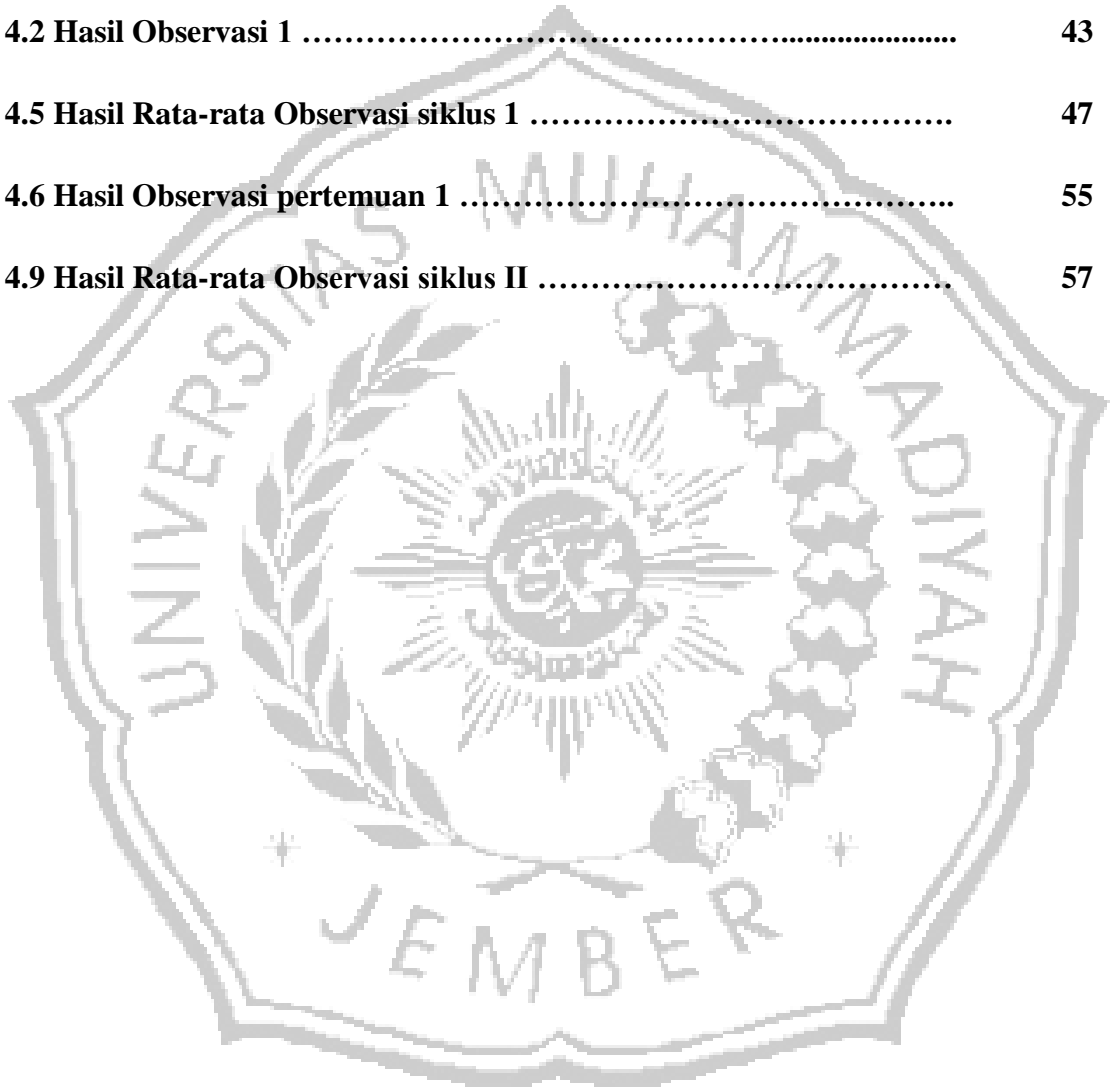 4.2 Hasil Observasi 1 ……………………………………………...................... 43
4.5 Hasil Rata-rata Observasi siklus 1 …………………………………. 47
4.6 Hasil Observasi pertemuan 1 ……………………………………….. 55
4.9 Hasil Rata-rata Observasi siklus II ………………………………… 57
UNIVERSITAS MUHAMMADIYAH
JEMBER